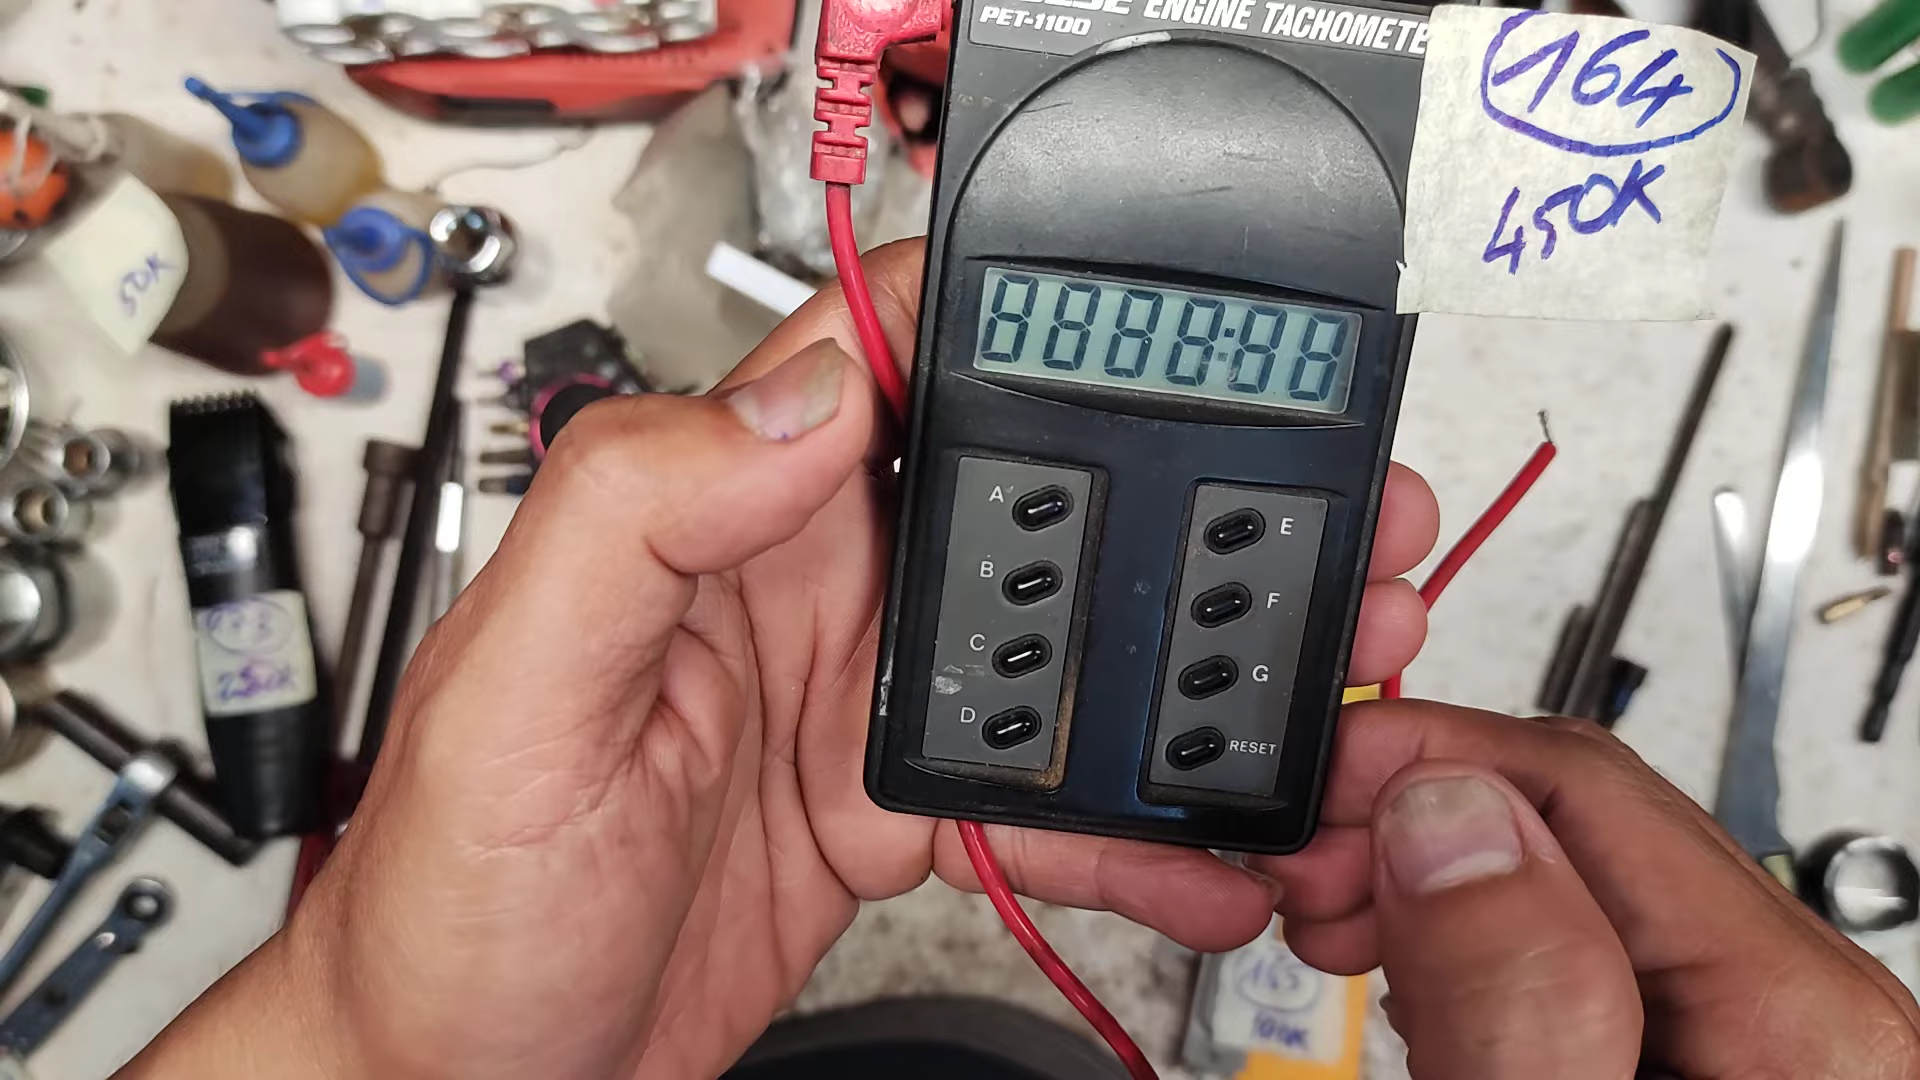 ENGINE TACHOMETE
PET-1100
164
450K
50K
A
B
C
D
E
F
G
RESET
250K
165
100K